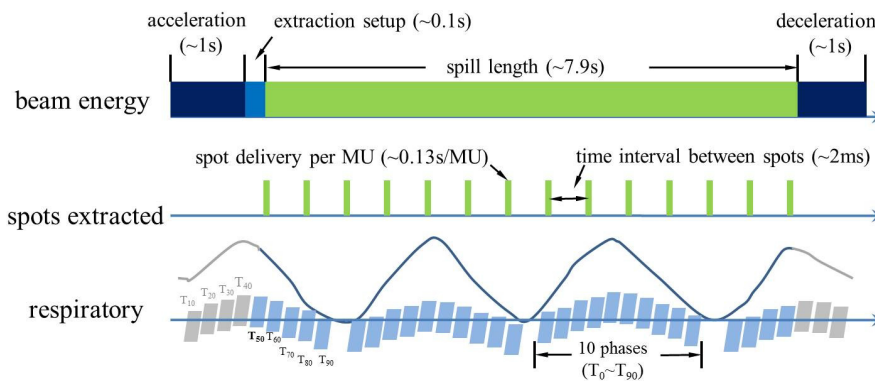 acceleration
(~1s)
extraction setup (~0.1s)
deceleration
(~1s)
spill length (~7.9s)
beam energy
spot delivery per MU (~0.13s/MU)
time interval between spots (~2ms)
spots extracted
respiratory
T10
T20
T30
T40
T50
T60
T70
T80
T90
10 phases
(T0~T90)